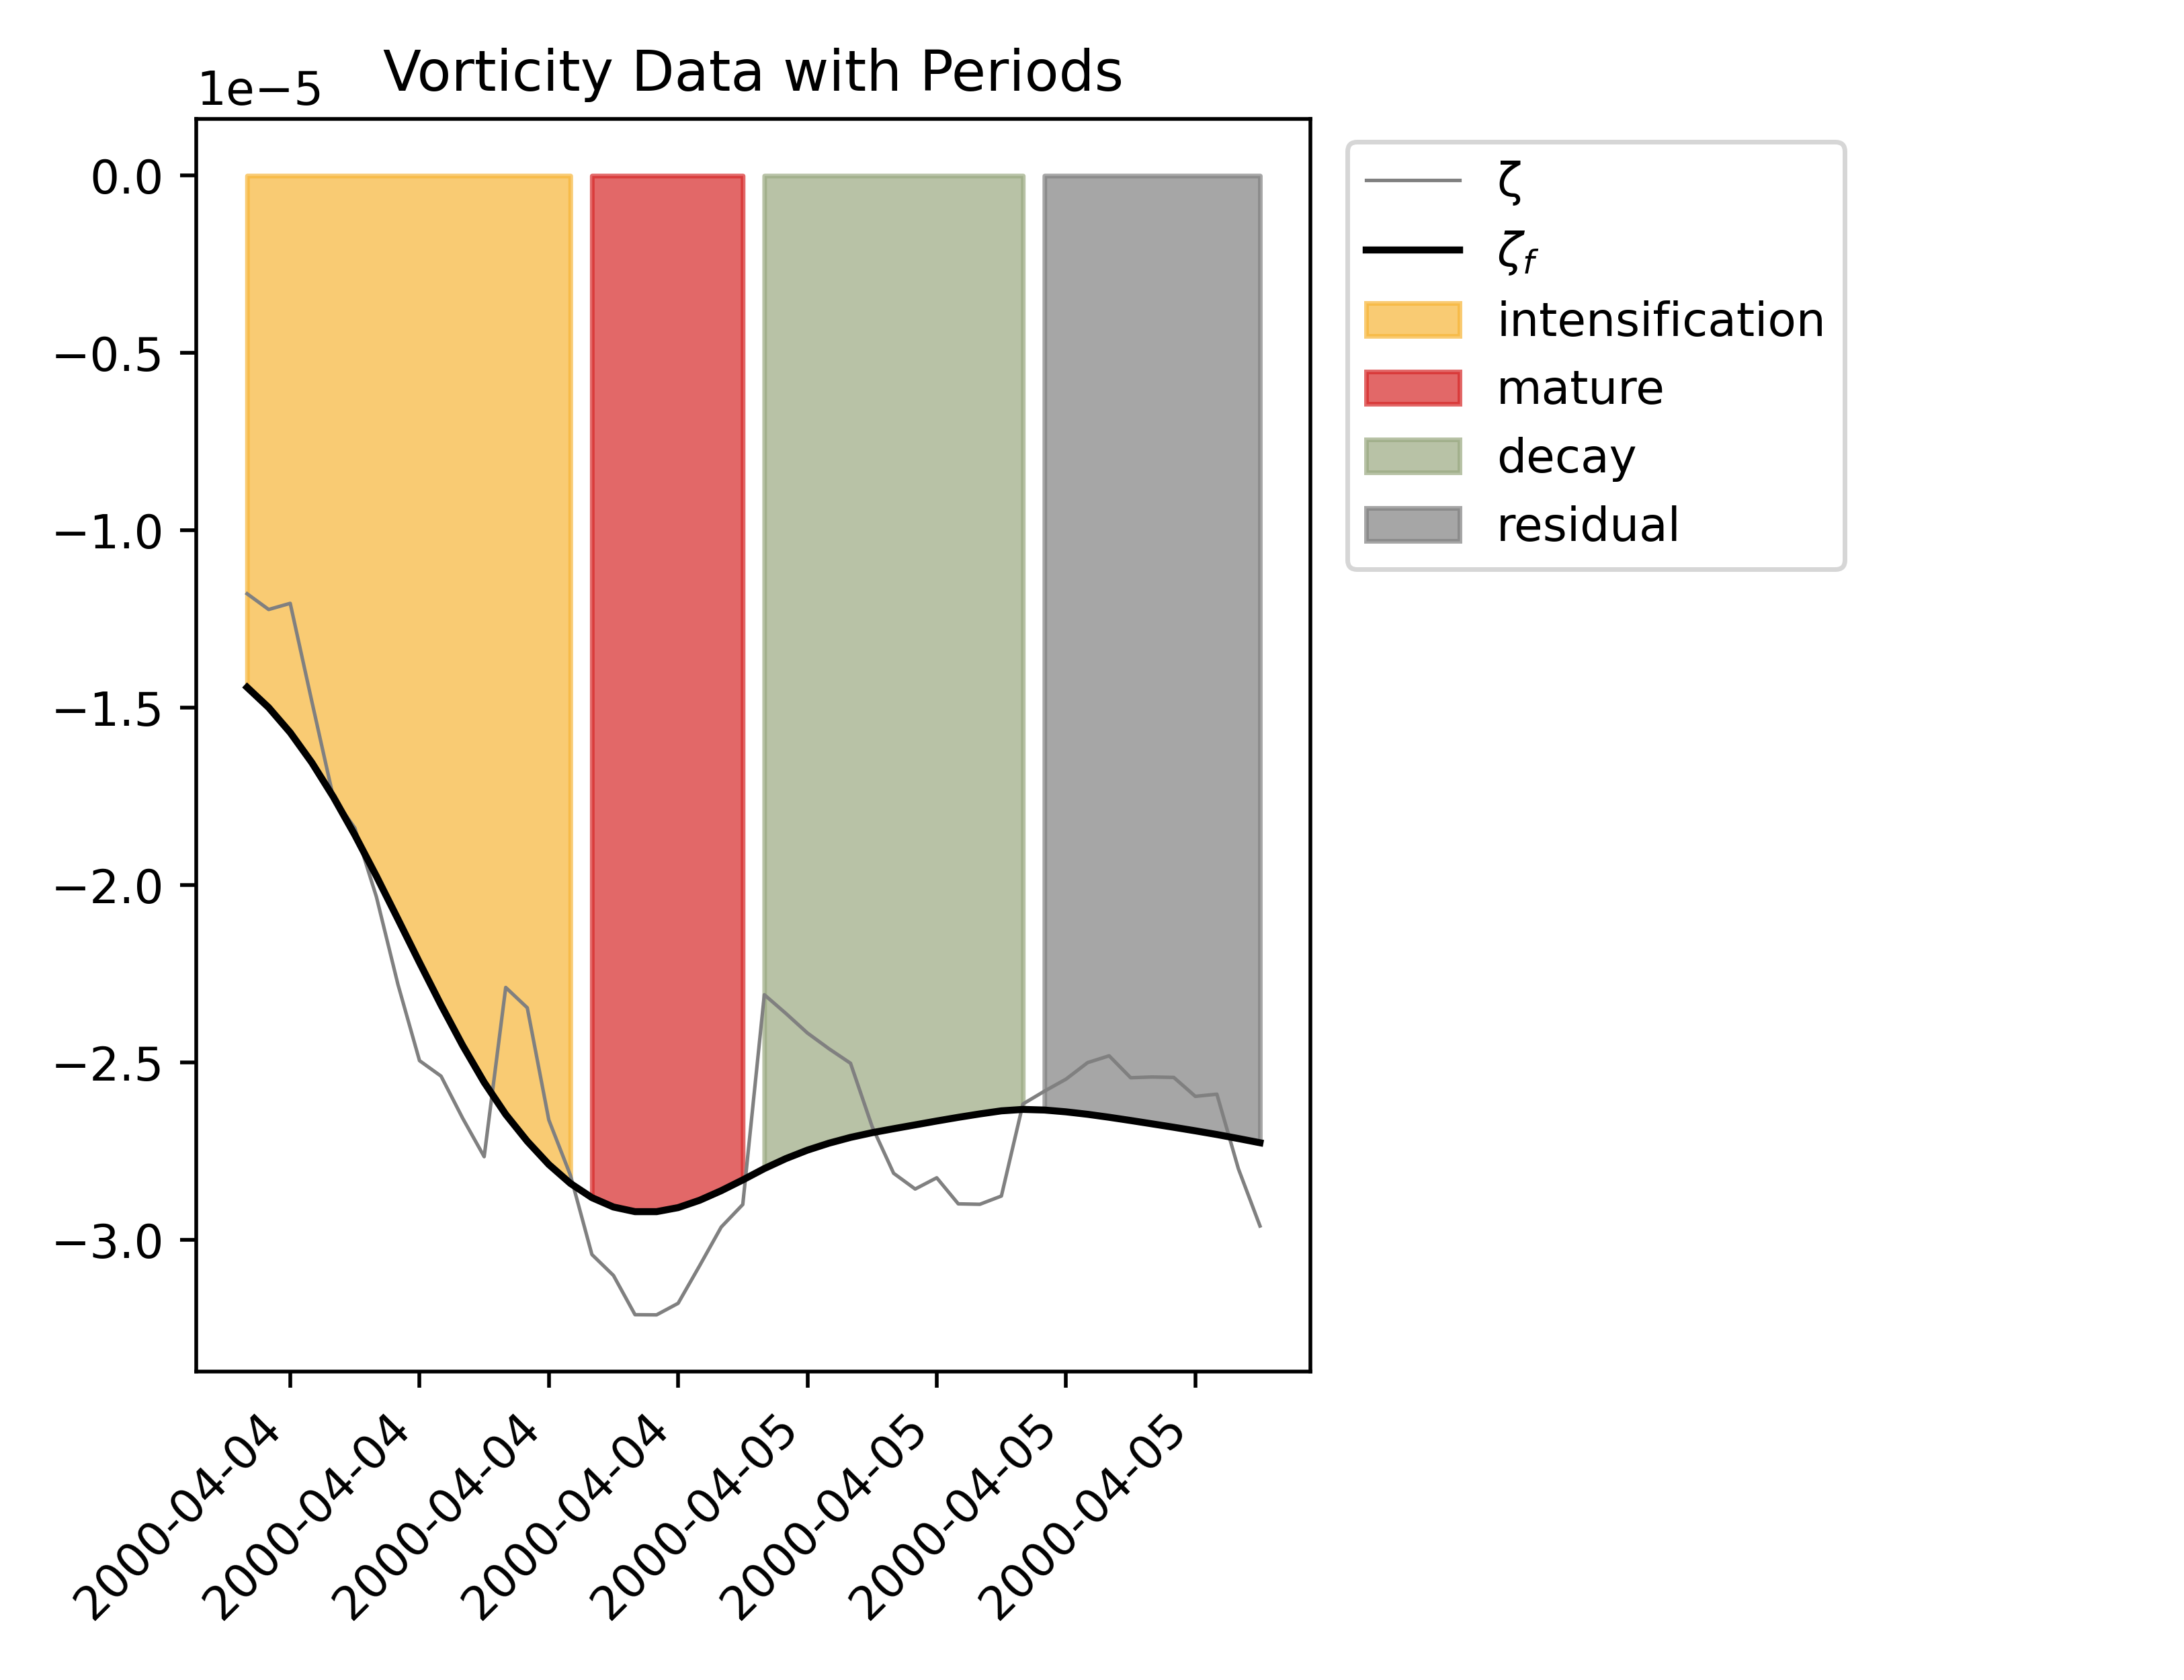 Vorticity Data with Periods
1e−5
0.0
−0.5
−1.0
−1.5
−2.0
−2.5
−3.0
2000-04-04
2000-04-04
2000-04-04
2000-04-04
2000-04-05
2000-04-05
2000-04-05
2000-04-05
ζ
ζf
intensification
mature
decay
residual